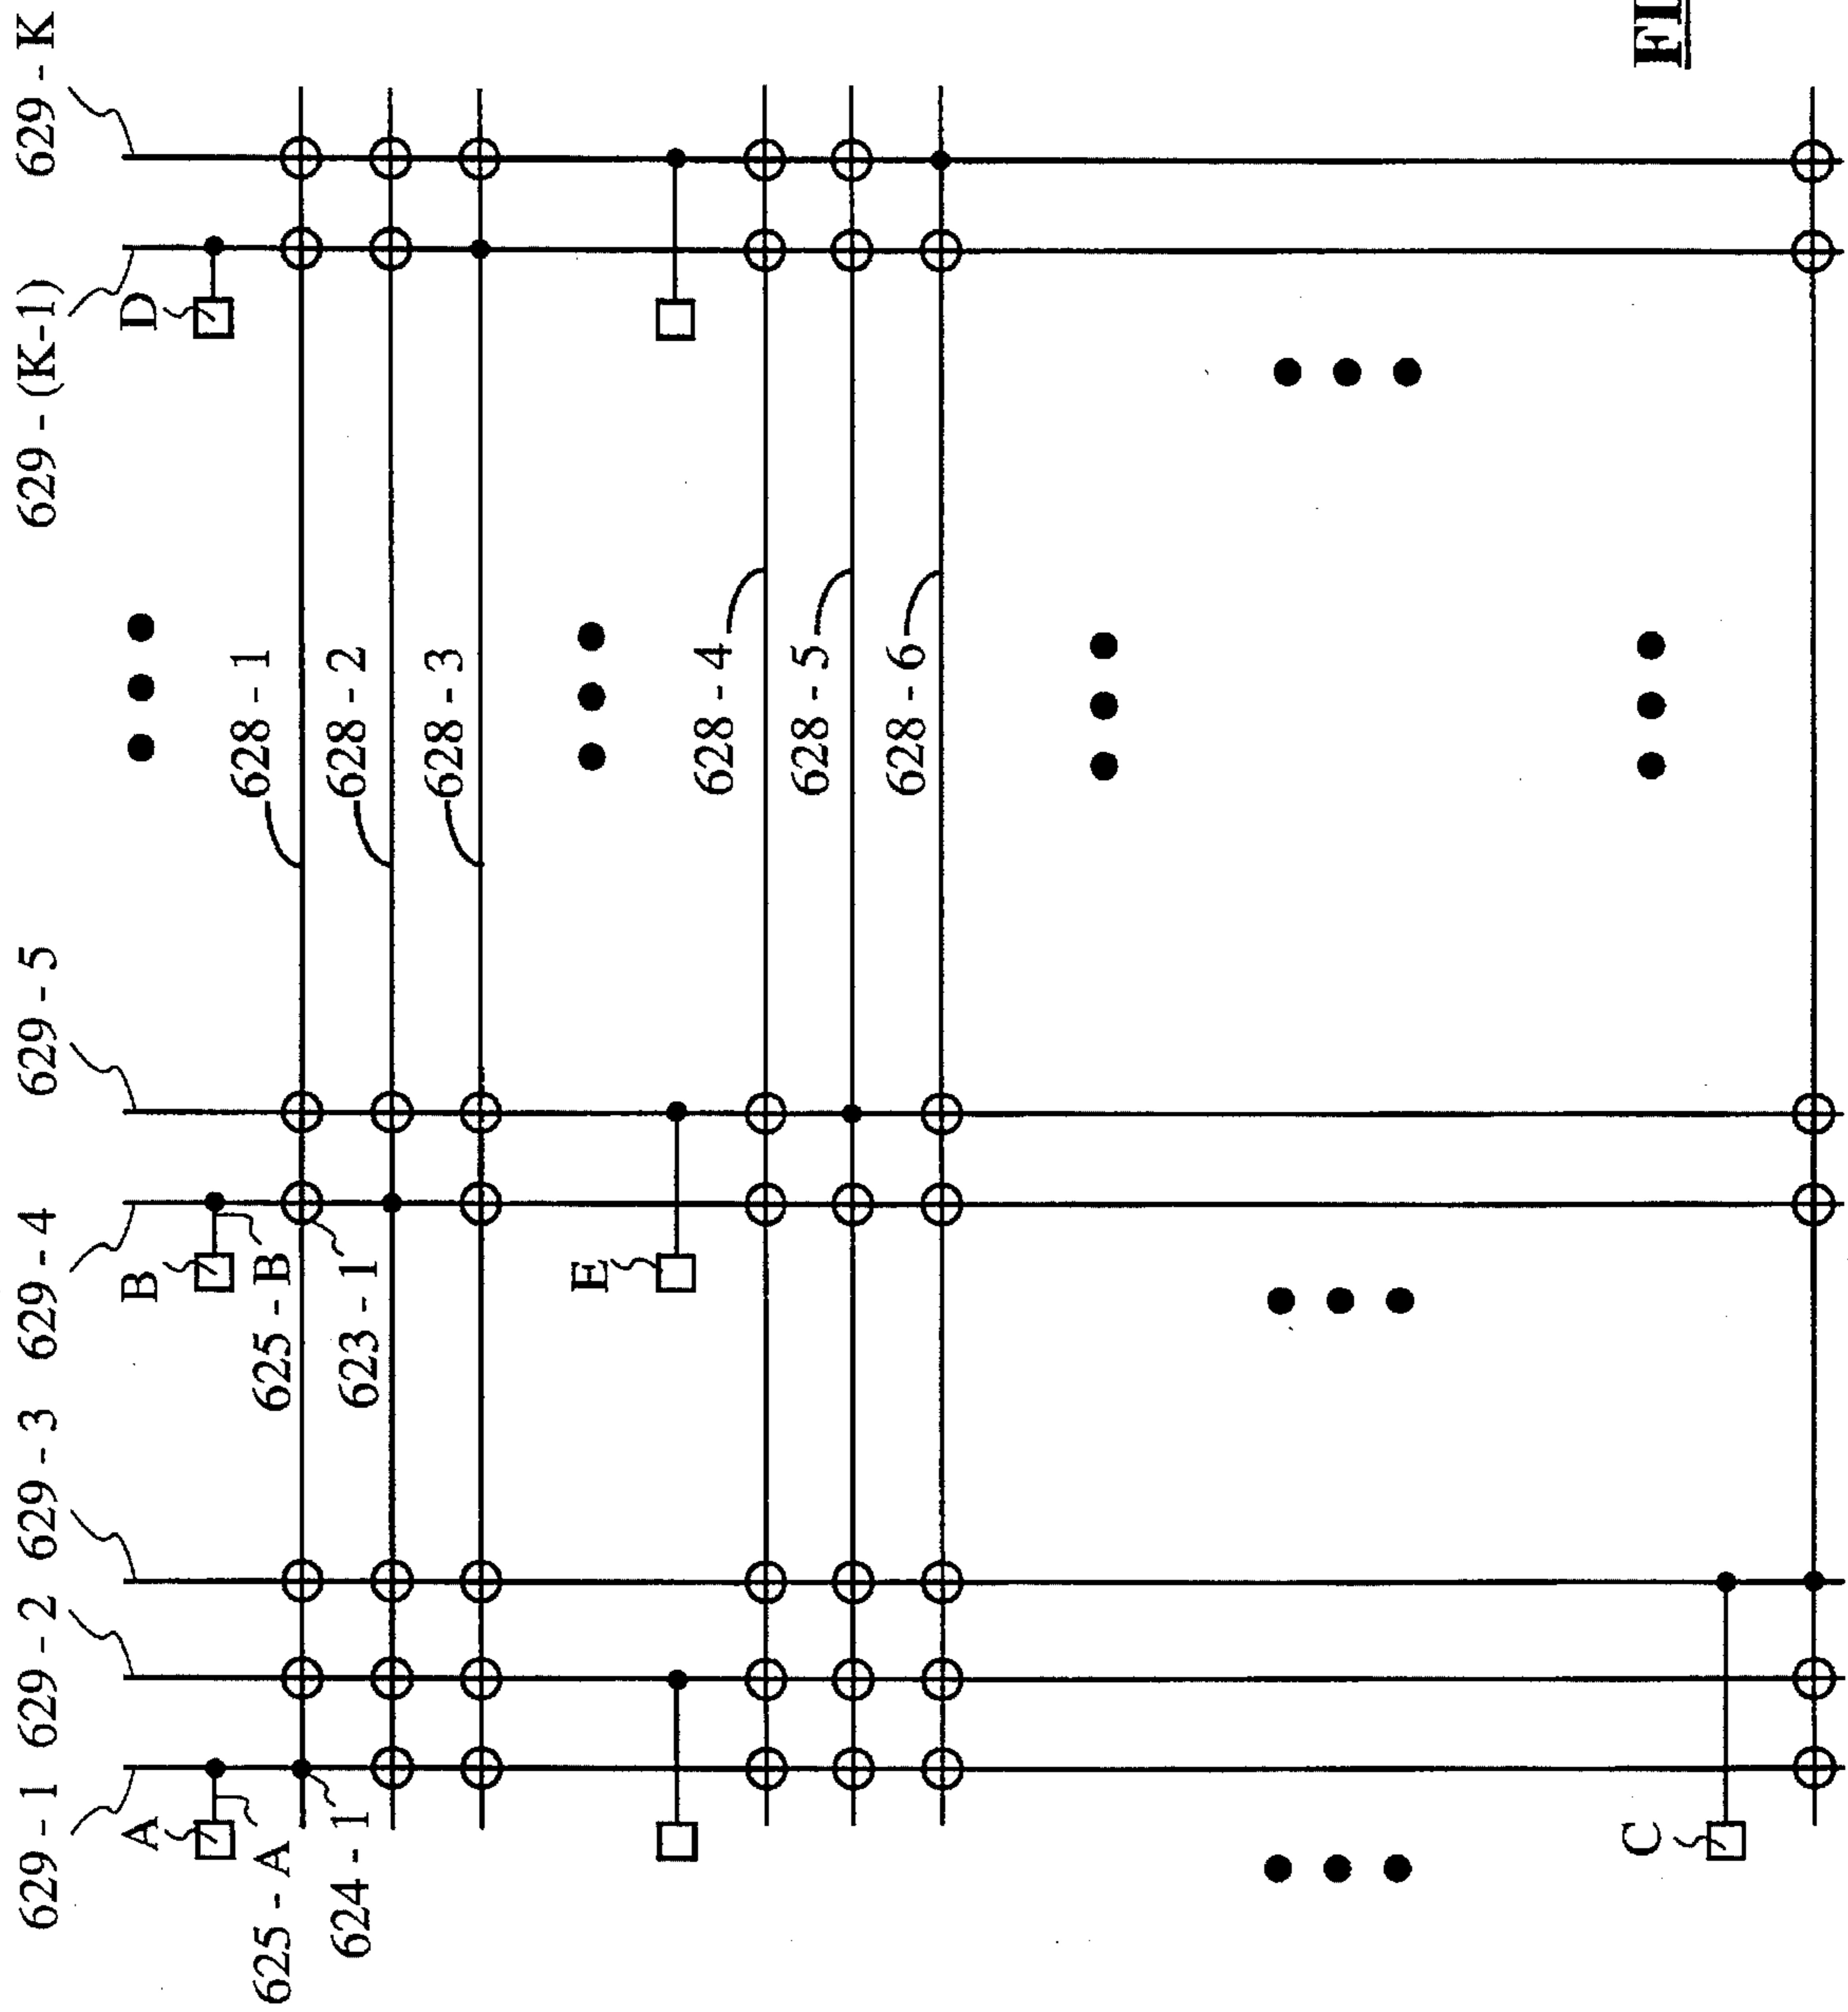 629 - 1 629 - 2 629 - 3 629 - 4 629 - 5 629 - (K-1) 629 - K
A B D
625 - A 625 - B 628 - 1
624 - 1 623 - 1 628 - 2
628 - 3
E
628 - 4
628 - 5
628 - 6
C